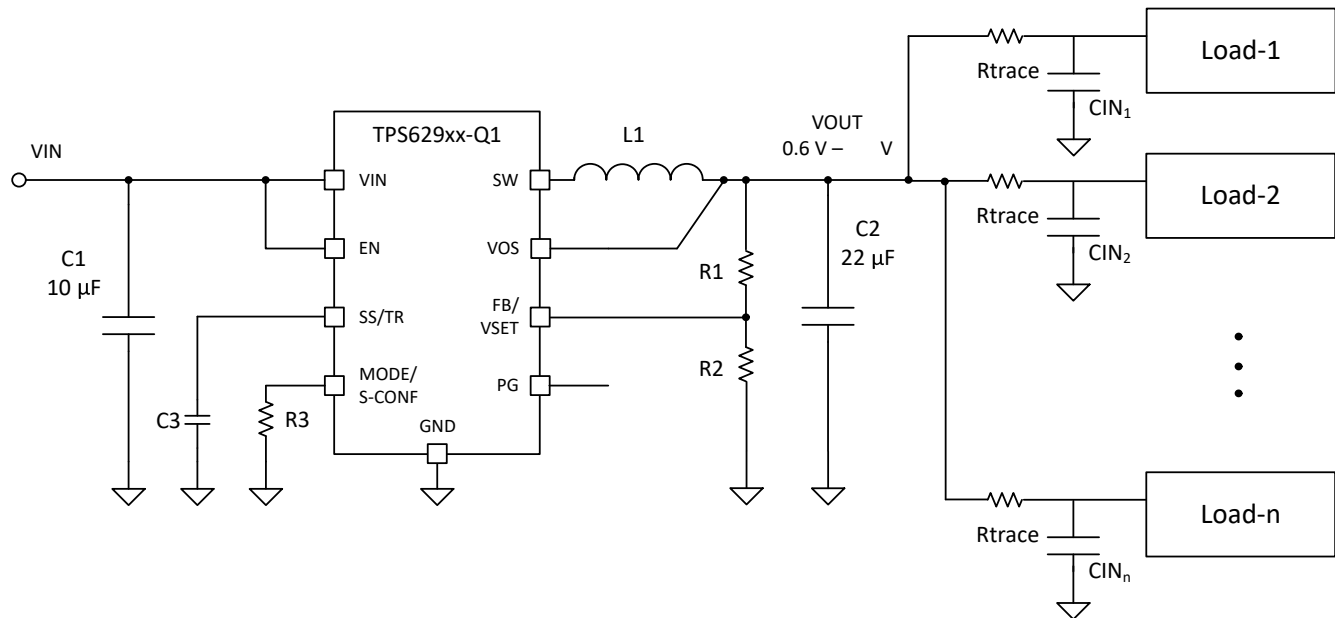 VIN
C1
10 µF
C3
R3
TPS629xx-Q1
VIN
EN
SS/TR
MODE/
S-CONF
GND
SW
VOS
FB/
VSET
PG
L1
R1
R2
VOUT
0.6 V – V
C2
22 µF
Rtrace
CIN₁
Load-1
Rtrace
CIN₂
Load-2
Rtrace
CINₙ
Load-n